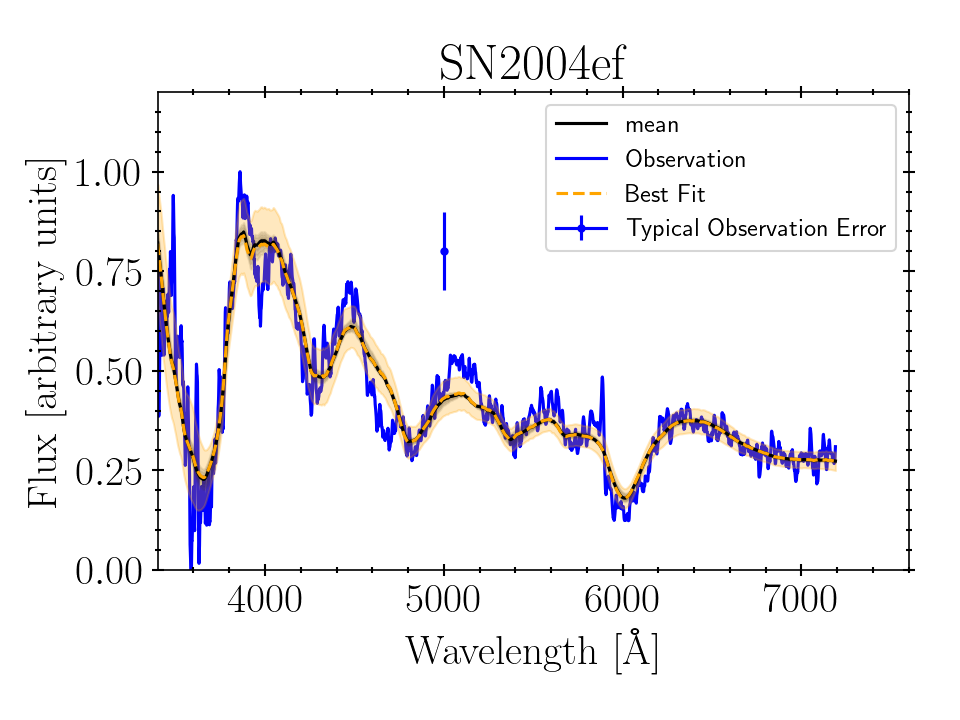 SN2004ef
mean
Observation
Best Fit
Typical Observation Error
1.00
0.75
0.50
0.25
0.00
Flux [arbitrary units]
4000 5000 6000 7000
Wavelength [Å]